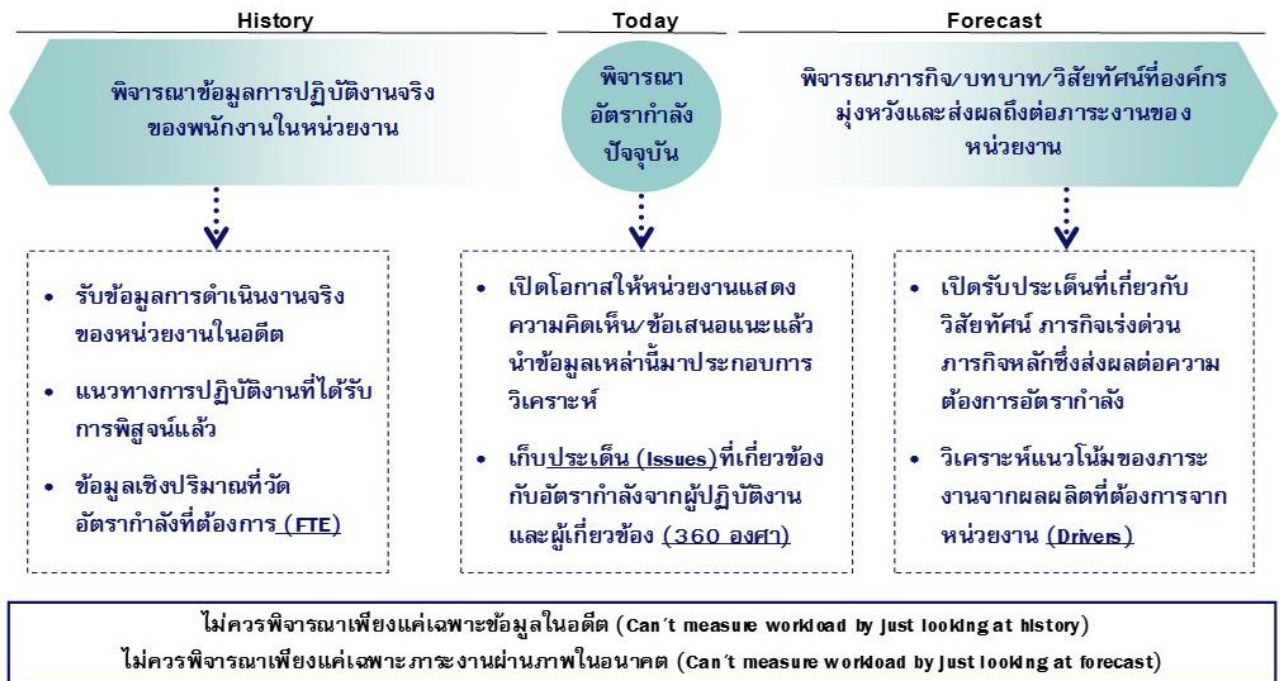 History
Today
Forecast
พิจารณาข้อมูลการปฏิบัติงานจริง
ของพนักงานในหน่วยงาน
พิจารณา
อัตรากำลัง
ปัจจุบัน
พิจารณาภารกิจ/บทบาท/วิสัยทัศน์ที่องค์กร
มุ่งหวังและส่งผลถึงต่อภาระงานของ
หน่วยงาน
• รับข้อมูลการดำเนินงานจริง
ของหน่วยงานในอดีต
• แนวทางการปฏิบัติงานที่ได้รับ
การพิสูจน์แล้ว
• ข้อมูลเชิงปริมาณที่วัด
อัตรากำลังที่ต้องการ (FTE)
• เปิดโอกาสให้หน่วยงานแสดง
ความคิดเห็น/ข้อเสนอแนะแล้ว
นำข้อมูลเหล่านี้มาประกอบการ
วิเคราะห์
• เก็บประเด็น (Issues)ที่เกี่ยวข้อง
กับอัตรากำลังจากผู้ปฏิบัติงาน
และผู้เกี่ยวข้อง (360 องศา)
• เปิดรับประเด็นที่เกี่ยวกับ
วิสัยทัศน์ ภารกิจเร่งด่วน
ภารกิจหลักซึ่งส่งผลต่อความ
ต้องการอัตรากำลัง
• วิเคราะห์แนวโน้มของภาระ
งานจากผลผลิตที่ต้องการจาก
หน่วยงาน (Drivers)
ไม่ควรพิจารณาเพียงแค่เฉพาะข้อมูลในอดีต (Can't measure workload by just looking at history)
ไม่ควรพิจารณาเพียงแค่เฉพาะภาระงานผ่านภาพในอนาคต (Can't measure workload by just looking at forecast)